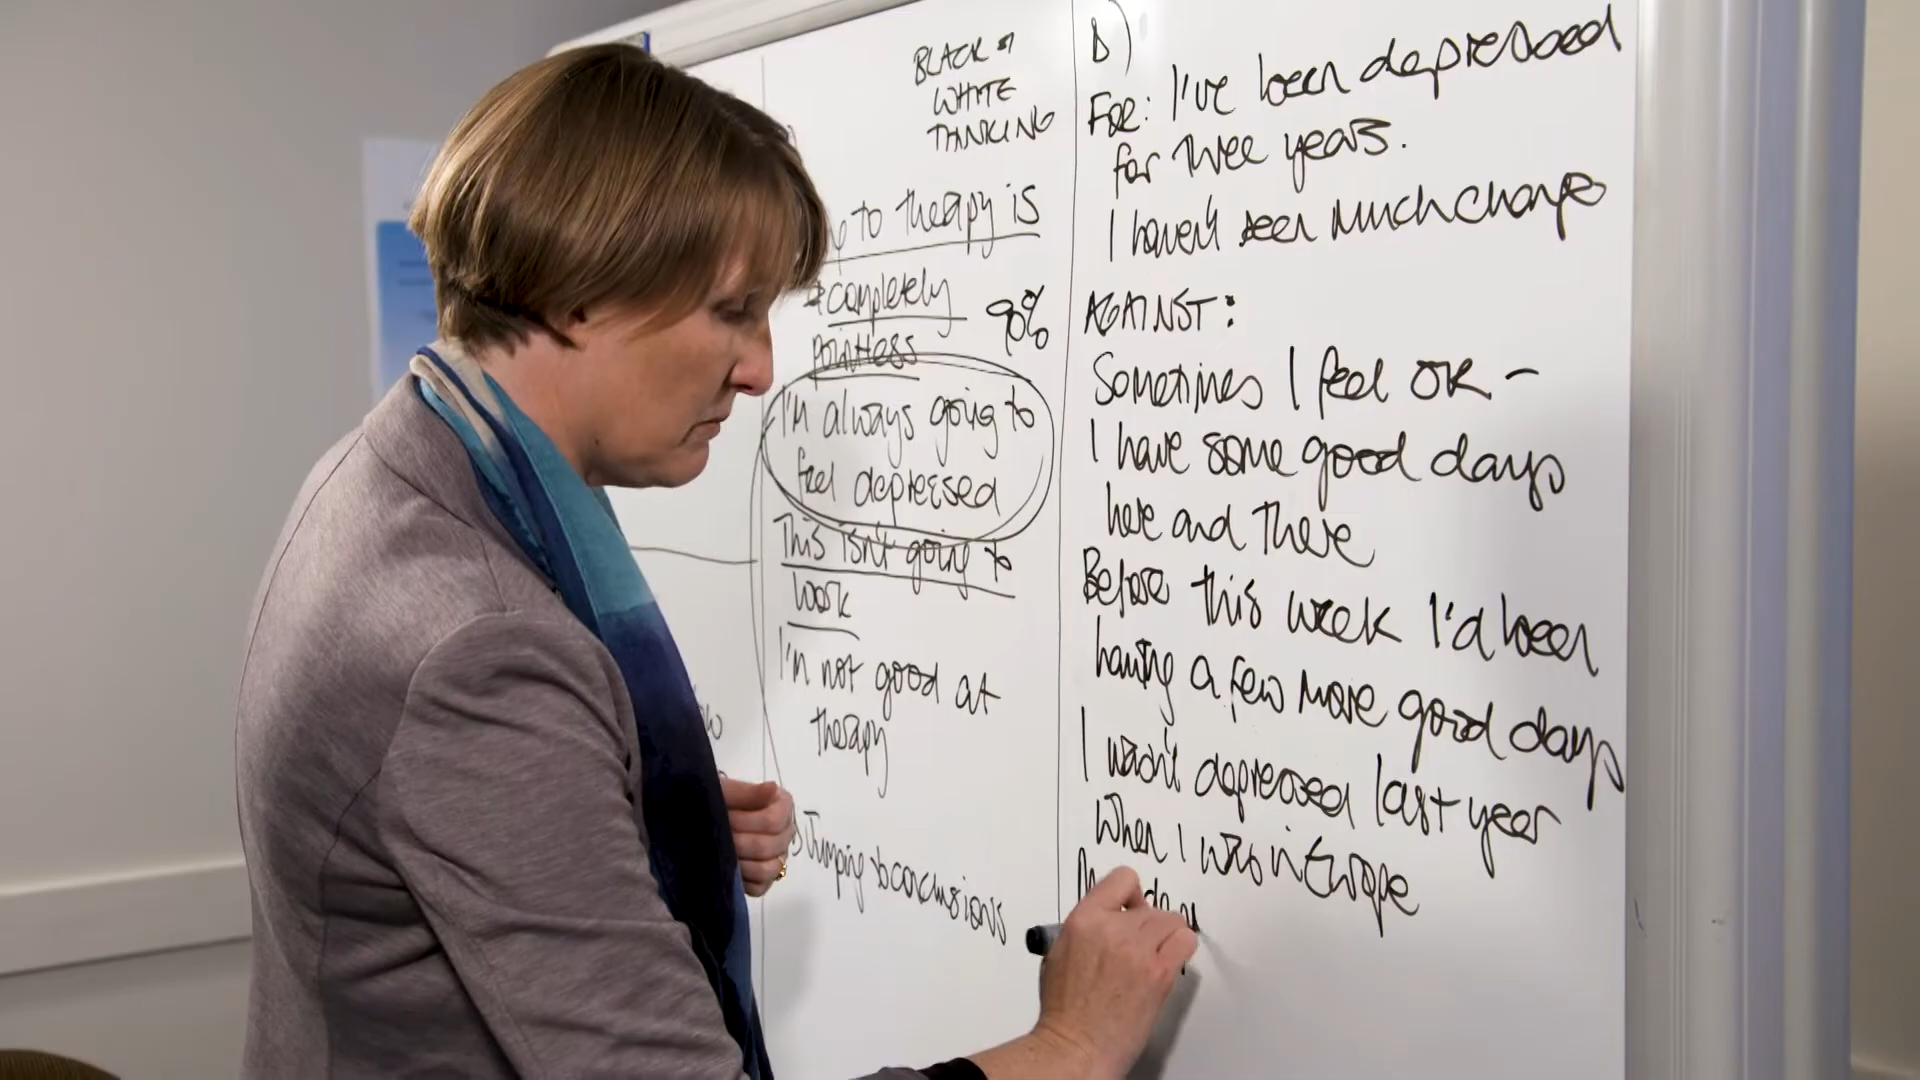 BLACK &
WHITE
THINKING
to therapy is
completely
90%
pointless
I'm always going to
feel depressed
This isn't going to
work
I'm not good at
therapy
Jumping to conclusions
B)
FOR: I've been depressed
for three years.
I haven't seen much change
AGAINST:
Sometimes I feel OK –
I have some good days
here and there
Before this week I'd been
having a few more good days
I wasn't depressed last year
when I was in Europe